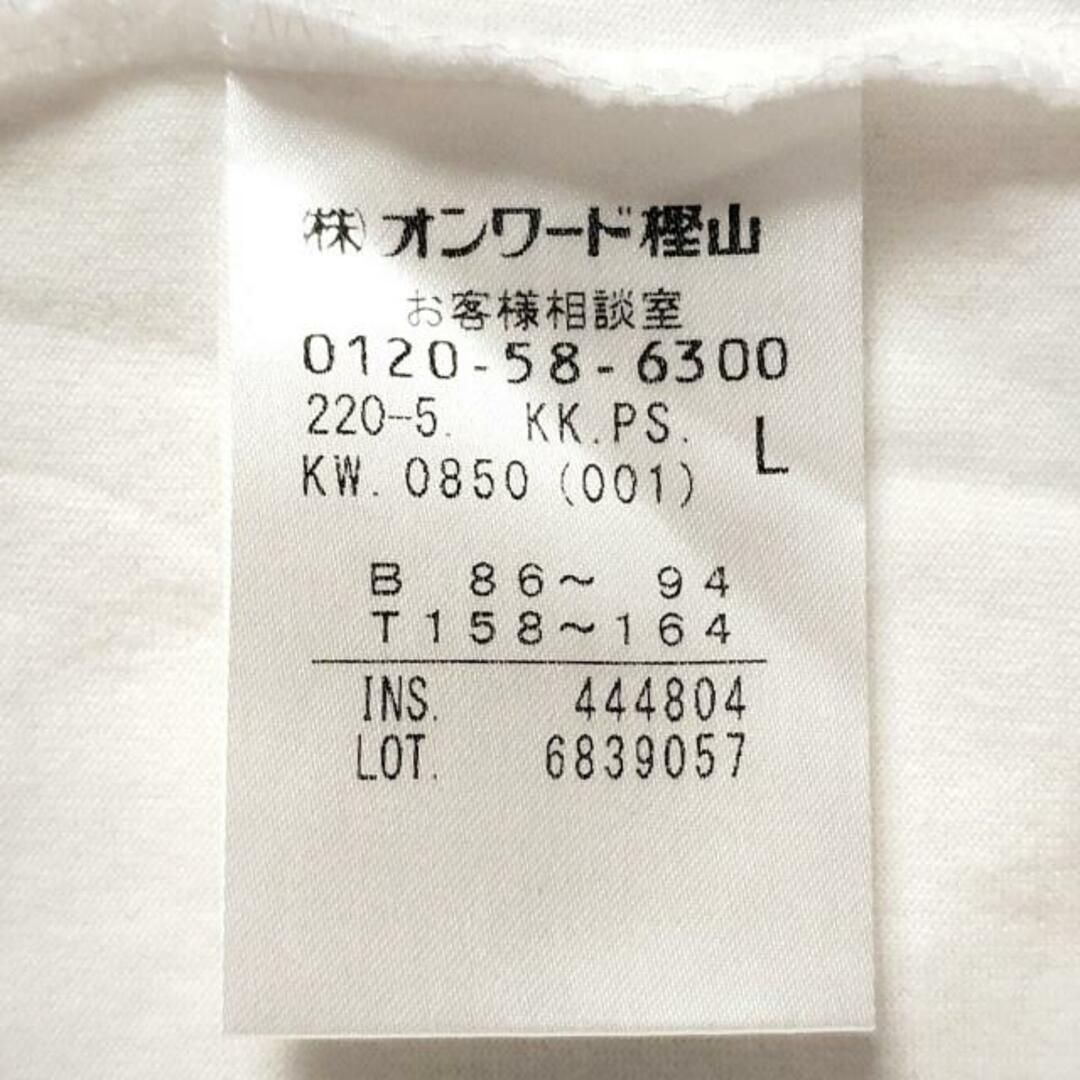 ㈱オンワード樫山
お客様相談室
0120-58-6300
220-5. KK.PS. L
KW.0850(001)
B 86～ 94
T158～164
INS. 444804
LOT. 6839057